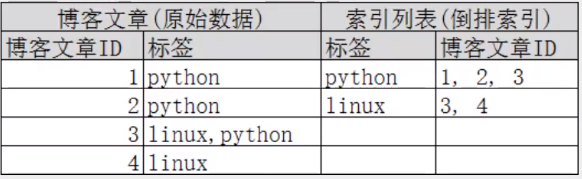 博客文章(原始数据) 索引列表(倒排索引)
博客文章ID 标签 标签 博客文章ID
1 python python 1, 2, 3
2 python linux 3, 4
3 linux,python
4 linux